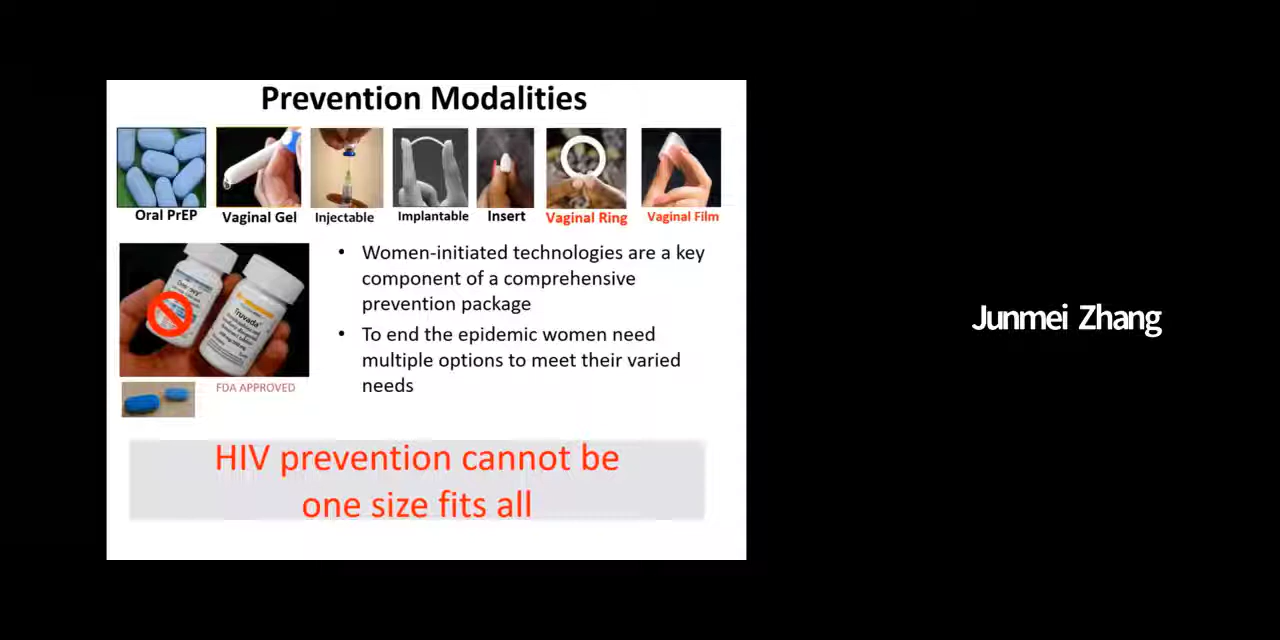 Prevention Modalities
Oral PrEP
Vaginal Gel
Injectable
Implantable
Insert
Vaginal Ring
Vaginal Film
• Women-initiated technologies are a key
component of a comprehensive
prevention package
• To end the epidemic women need
multiple options to meet their varied
needs
Truvada
FDA APPROVED
HIV prevention cannot be
one size fits all
Junmei Zhang